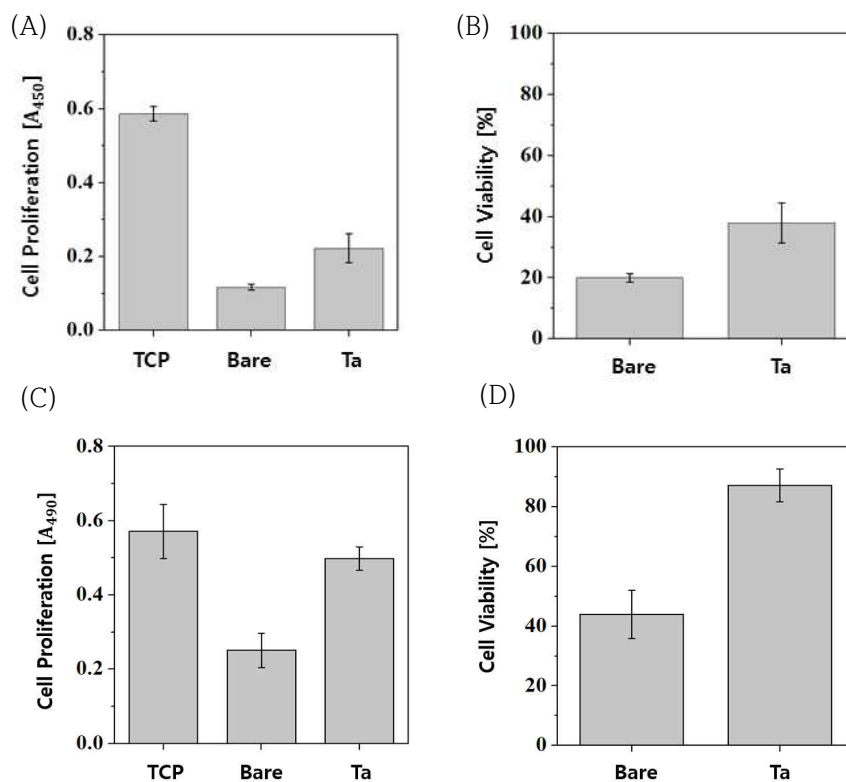 (A)
0.8
0.6
0.4
0.2
0.0
Cell Proliferation [A450]
TCP Bare Ta
(B)
100
80
60
40
20
0
Cell Viability [%]
Bare Ta
(C)
0.8
0.6
0.4
0.2
0.0
Cell Proliferation [A490]
TCP Bare Ta
(D)
100
80
60
40
20
0
Cell Viability [%]
Bare Ta